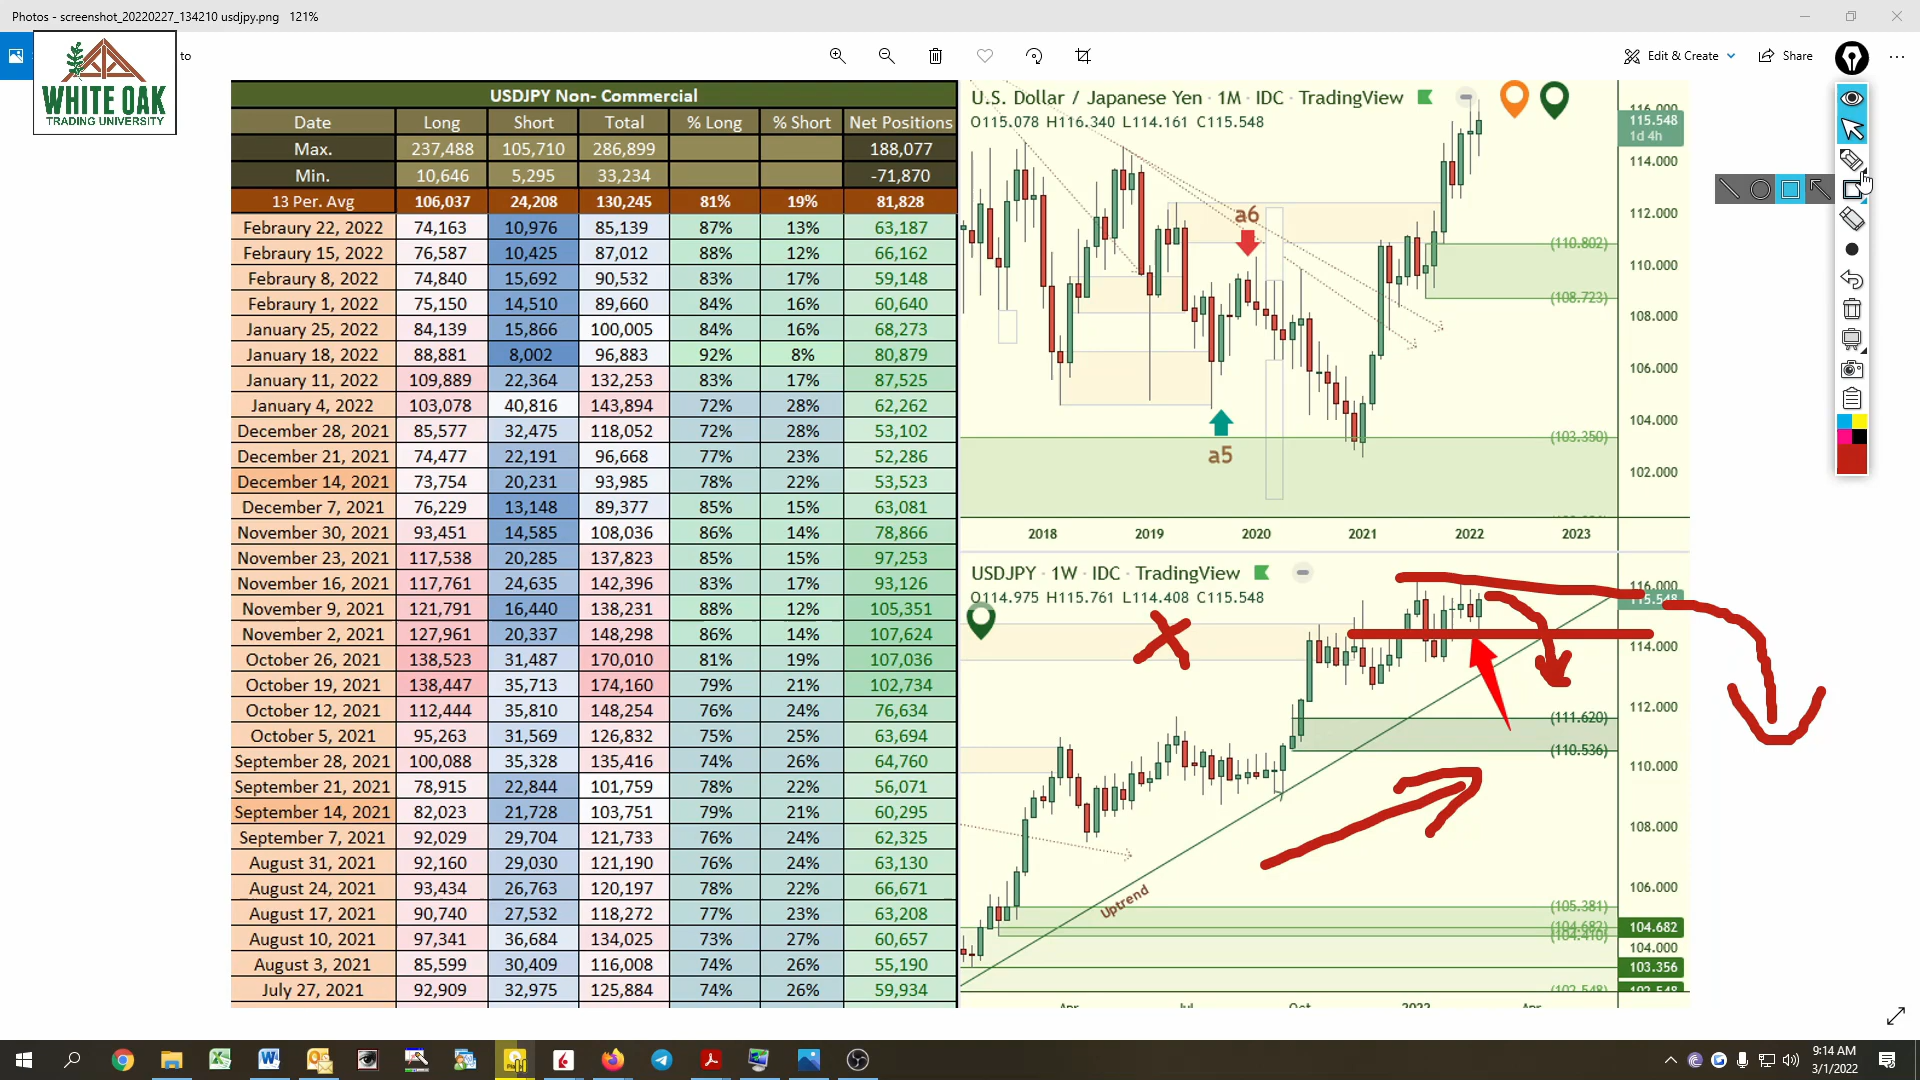 Photos - screenshot_20220227_134210 usdjpy.png 121%
WHITE OAK
TRADING UNIVERSITY
to
Edit & Create
Share
USDJPY Non- Commercial
Date Long Short Total % Long % Short Net Positions
Max. 237,488 105,710 286,899 188,077
Min. 10,646 5,295 33,234 -71,870
13 Per. Avg 106,037 24,208 130,245 81% 19% 81,828
Febraury 22, 2022 74,163 10,976 85,139 87% 13% 63,187
Febraury 15, 2022 76,587 10,425 87,012 88% 12% 66,162
Febraury 8, 2022 74,840 15,692 90,532 83% 17% 59,148
Febraury 1, 2022 75,150 14,510 89,660 84% 16% 60,640
January 25, 2022 84,139 15,866 100,005 84% 16% 68,273
January 18, 2022 88,881 8,002 96,883 92% 8% 80,879
January 11, 2022 109,889 22,364 132,253 83% 17% 87,525
January 4, 2022 103,078 40,816 143,894 72% 28% 62,262
December 28, 2021 85,577 32,475 118,052 72% 28% 53,102
December 21, 2021 74,477 22,191 96,668 77% 23% 52,286
December 14, 2021 73,754 20,231 93,985 78% 22% 53,523
December 7, 2021 76,229 13,148 89,377 85% 15% 63,081
November 30, 2021 93,451 14,585 108,036 86% 14% 78,866
November 23, 2021 117,538 20,285 137,823 85% 15% 97,253
November 16, 2021 117,761 24,635 142,396 83% 17% 93,126
November 9, 2021 121,791 16,440 138,231 88% 12% 105,351
November 2, 2021 127,961 20,337 148,298 86% 14% 107,624
October 26, 2021 138,523 31,487 170,010 81% 19% 107,036
October 19, 2021 138,447 35,713 174,160 79% 21% 102,734
October 12, 2021 112,444 35,810 148,254 76% 24% 76,634
October 5, 2021 95,263 31,569 126,832 75% 25% 63,694
September 28, 2021 100,088 35,328 135,416 74% 26% 64,760
September 21, 2021 78,915 22,844 101,759 78% 22% 56,071
September 14, 2021 82,023 21,728 103,751 79% 21% 60,295
September 7, 2021 92,029 29,704 121,733 76% 24% 62,325
August 31, 2021 92,160 29,030 121,190 76% 24% 63,130
August 24, 2021 93,434 26,763 120,197 78% 22% 66,671
August 17, 2021 90,740 27,532 118,272 77% 23% 63,208
August 10, 2021 97,341 36,684 134,025 73% 27% 60,657
August 3, 2021 85,599 30,409 116,008 74% 26% 55,190
July 27, 2021 92,909 32,975 125,884 74% 26% 59,934
U.S. Dollar / Japanese Yen · 1M · IDC · TradingView
O115.078 H116.340 L114.161 C115.548
116.000
115.548
1d 4h
114.000
112.000
110.000
108.000
106.000
104.000
102.000
a6
a5
(110.802)
(108.723)
(103.350)
2018 2019 2020 2021 2022 2023
USDJPY · 1W · IDC · TradingView
O114.975 H115.761 L114.408 C115.548
116.000
115.548
114.000
112.000
110.000
108.000
106.000
104.682
104.000
103.356
102.548
(111.620)
(110.536)
Uptrend
(105.381)
(104.682)
(104.410)
(102.548)
Apr Jul Oct 2022 Apr
9:14 AM
3/1/2022